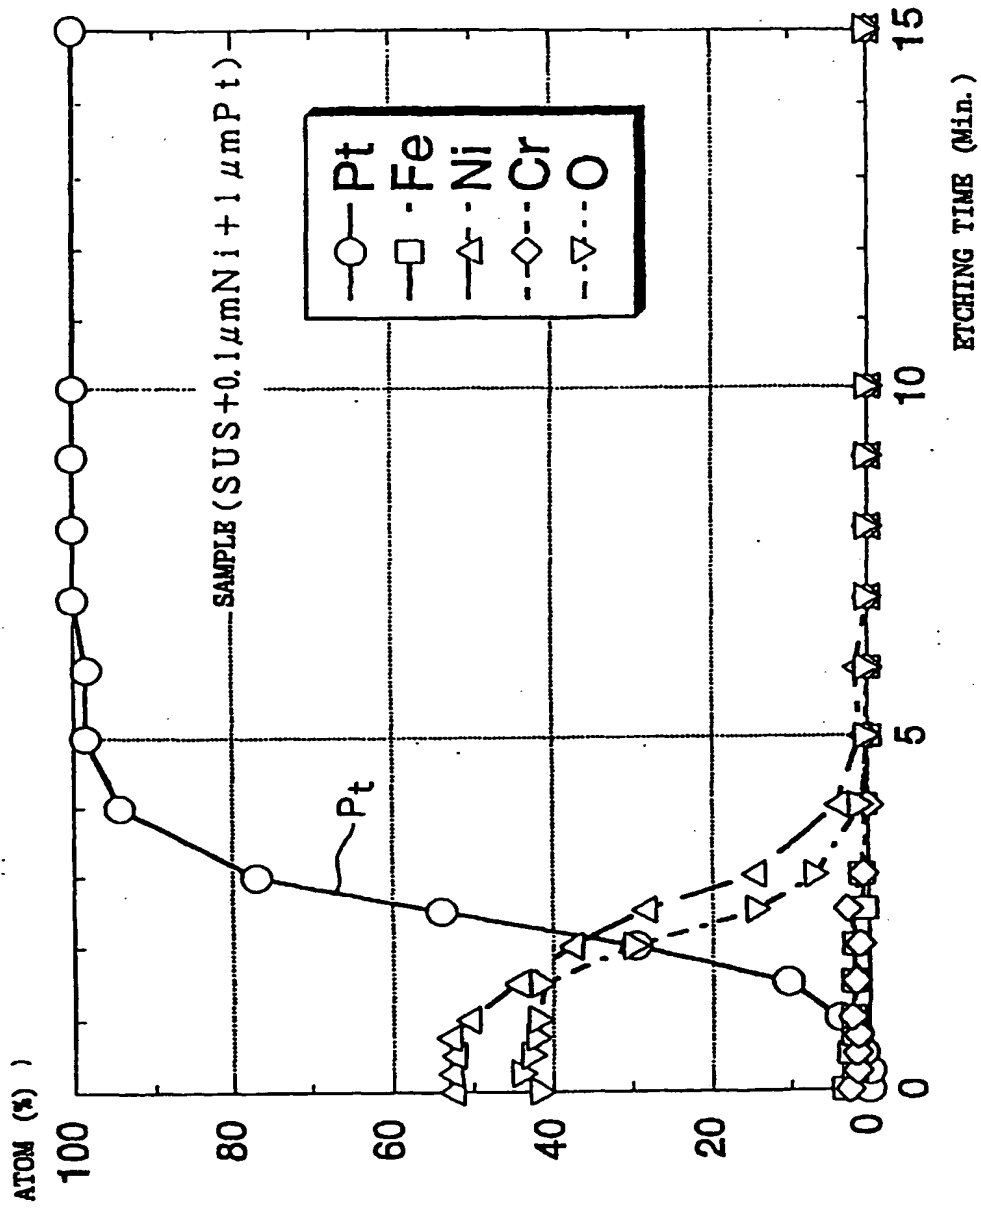 ATOM (%)
100
80
60
40
20
0
SAMPLE (SUS+0.1μmNi+1μmPt)
Pt
Pt
Fe
Ni
Cr
O
0
5
10
15
ETCHING TIME (Min.)